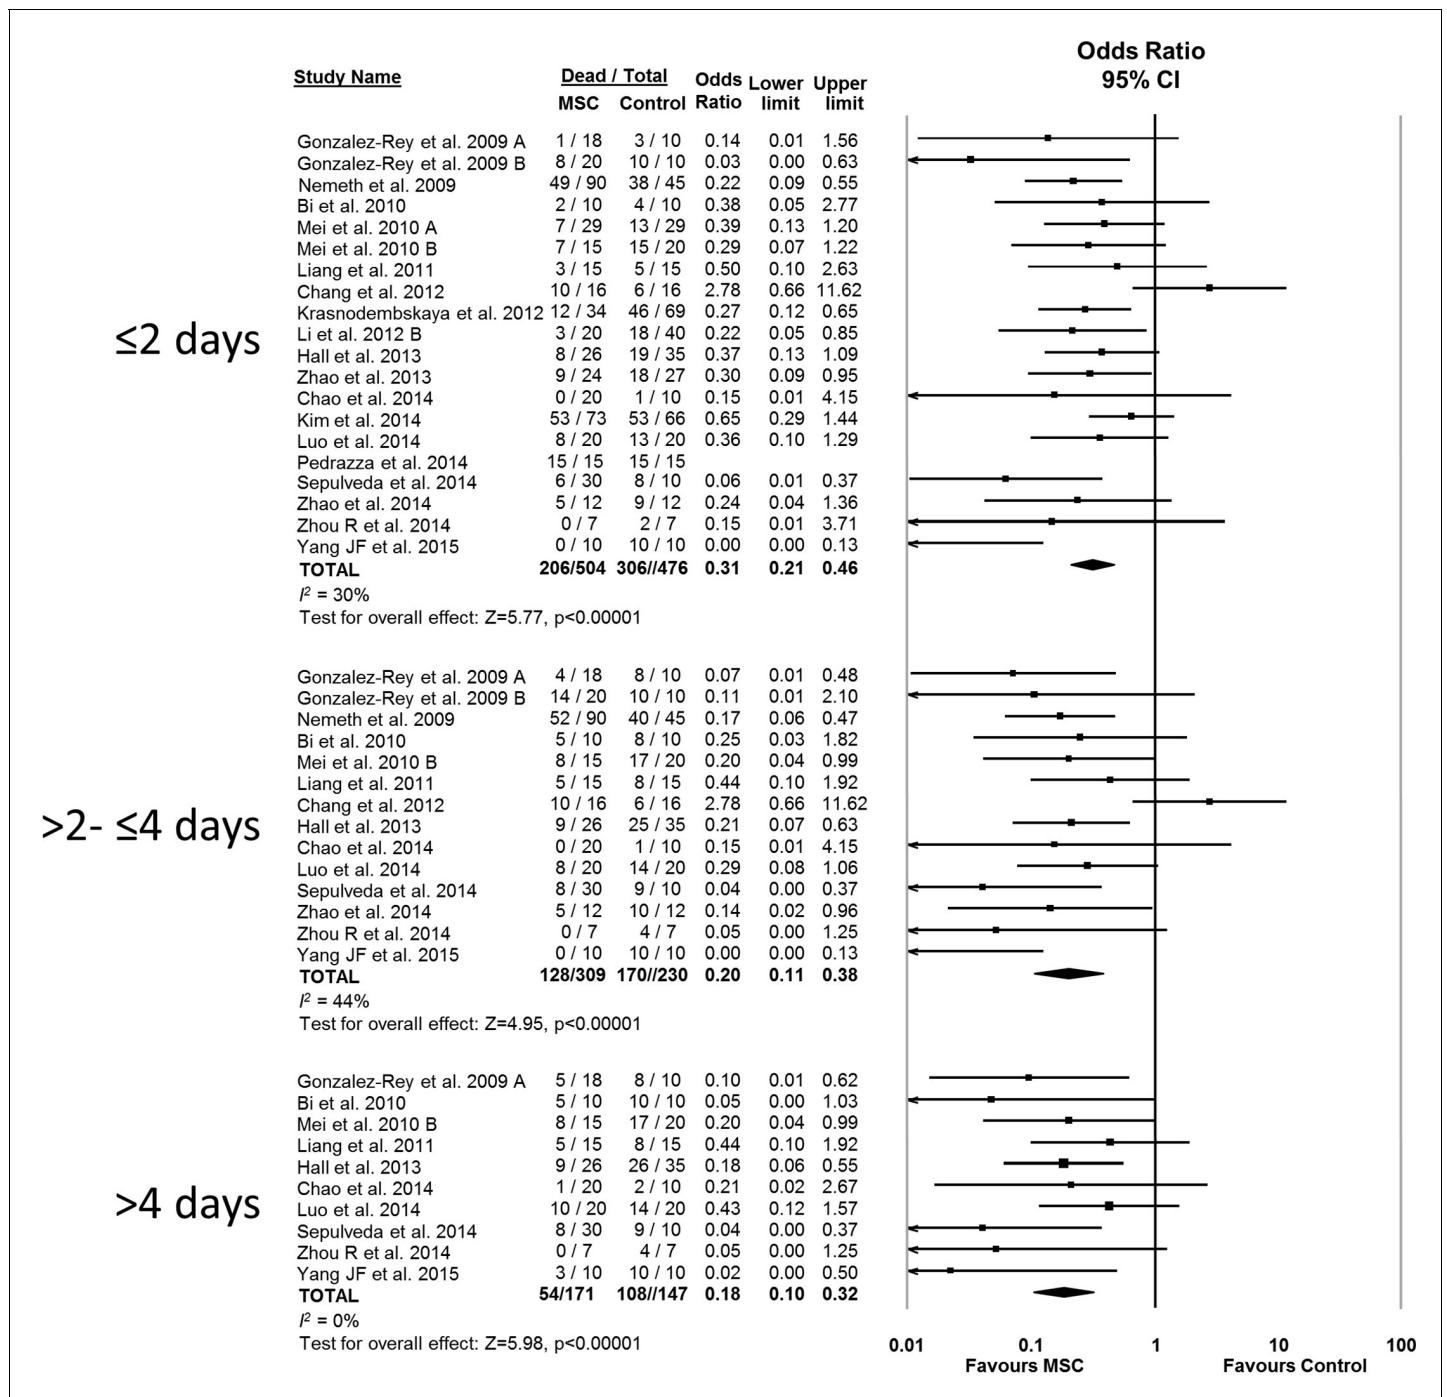 Odds Ratio
95% CI
Study Name Dead / Total Odds Lower Upper
MSC Control Ratio limit limit
≤2 days
Gonzalez-Rey et al. 2009 A 1 / 18 3 / 10 0.14 0.01 1.56
Gonzalez-Rey et al. 2009 B 8 / 20 10 / 10 0.03 0.00 0.63
Nemeth et al. 2009 49 / 90 38 / 45 0.22 0.09 0.55
Bi et al. 2010 2 / 10 4 / 10 0.38 0.05 2.77
Mei et al. 2010 A 7 / 29 13 / 29 0.39 0.13 1.20
Mei et al. 2010 B 7 / 15 15 / 20 0.29 0.07 1.22
Liang et al. 2011 3 / 15 5 / 15 0.50 0.10 2.63
Chang et al. 2012 10 / 16 6 / 16 2.78 0.66 11.62
Krasnodembskaya et al. 2012 12 / 34 46 / 69 0.27 0.12 0.65
Li et al. 2012 B 3 / 20 18 / 40 0.22 0.05 0.85
Hall et al. 2013 8 / 26 19 / 35 0.37 0.13 1.09
Zhao et al. 2013 9 / 24 18 / 27 0.30 0.09 0.95
Chao et al. 2014 0 / 20 1 / 10 0.15 0.01 4.15
Kim et al. 2014 53 / 73 53 / 66 0.65 0.29 1.44
Luo et al. 2014 8 / 20 13 / 20 0.36 0.10 1.29
Pedrazza et al. 2014 15 / 15 15 / 15
Sepulveda et al. 2014 6 / 30 8 / 10 0.06 0.01 0.37
Zhao et al. 2014 5 / 12 9 / 12 0.24 0.04 1.36
Zhou R et al. 2014 0 / 7 2 / 7 0.15 0.01 3.71
Yang JF et al. 2015 0 / 10 10 / 10 0.00 0.00 0.13
TOTAL 206/504 306//476 0.31 0.21 0.46
I² = 30%
Test for overall effect: Z=5.77, p<0.00001
>2- ≤4 days
Gonzalez-Rey et al. 2009 A 4 / 18 8 / 10 0.07 0.01 0.48
Gonzalez-Rey et al. 2009 B 14 / 20 10 / 10 0.11 0.01 2.10
Nemeth et al. 2009 52 / 90 40 / 45 0.17 0.06 0.47
Bi et al. 2010 5 / 10 8 / 10 0.25 0.03 1.82
Mei et al. 2010 B 8 / 15 17 / 20 0.20 0.04 0.99
Liang et al. 2011 5 / 15 8 / 15 0.44 0.10 1.92
Chang et al. 2012 10 / 16 6 / 16 2.78 0.66 11.62
Hall et al. 2013 9 / 26 25 / 35 0.21 0.07 0.63
Chao et al. 2014 0 / 20 1 / 10 0.15 0.01 4.15
Luo et al. 2014 8 / 20 14 / 20 0.29 0.08 1.06
Sepulveda et al. 2014 8 / 30 9 / 10 0.04 0.00 0.37
Zhao et al. 2014 5 / 12 10 / 12 0.14 0.02 0.96
Zhou R et al. 2014 0 / 7 4 / 7 0.05 0.00 1.25
Yang JF et al. 2015 0 / 10 10 / 10 0.00 0.00 0.13
TOTAL 128/309 170//230 0.20 0.11 0.38
I² = 44%
Test for overall effect: Z=4.95, p<0.00001
>4 days
Gonzalez-Rey et al. 2009 A 5 / 18 8 / 10 0.10 0.01 0.62
Bi et al. 2010 5 / 10 10 / 10 0.05 0.00 1.03
Mei et al. 2010 B 8 / 15 17 / 20 0.20 0.04 0.99
Liang et al. 2011 5 / 15 8 / 15 0.44 0.10 1.92
Hall et al. 2013 9 / 26 26 / 35 0.18 0.06 0.55
Chao et al. 2014 1 / 20 2 / 10 0.21 0.02 2.67
Luo et al. 2014 10 / 20 14 / 20 0.43 0.12 1.57
Sepulveda et al. 2014 8 / 30 9 / 10 0.04 0.00 0.37
Zhou R et al. 2014 0 / 7 4 / 7 0.05 0.00 1.25
Yang JF et al. 2015 3 / 10 10 / 10 0.02 0.00 0.50
TOTAL 54/171 108//147 0.18 0.10 0.32
I² = 0%
Test for overall effect: Z=5.98, p<0.00001
0.01 0.1 1 10 100
Favours MSC Favours Control